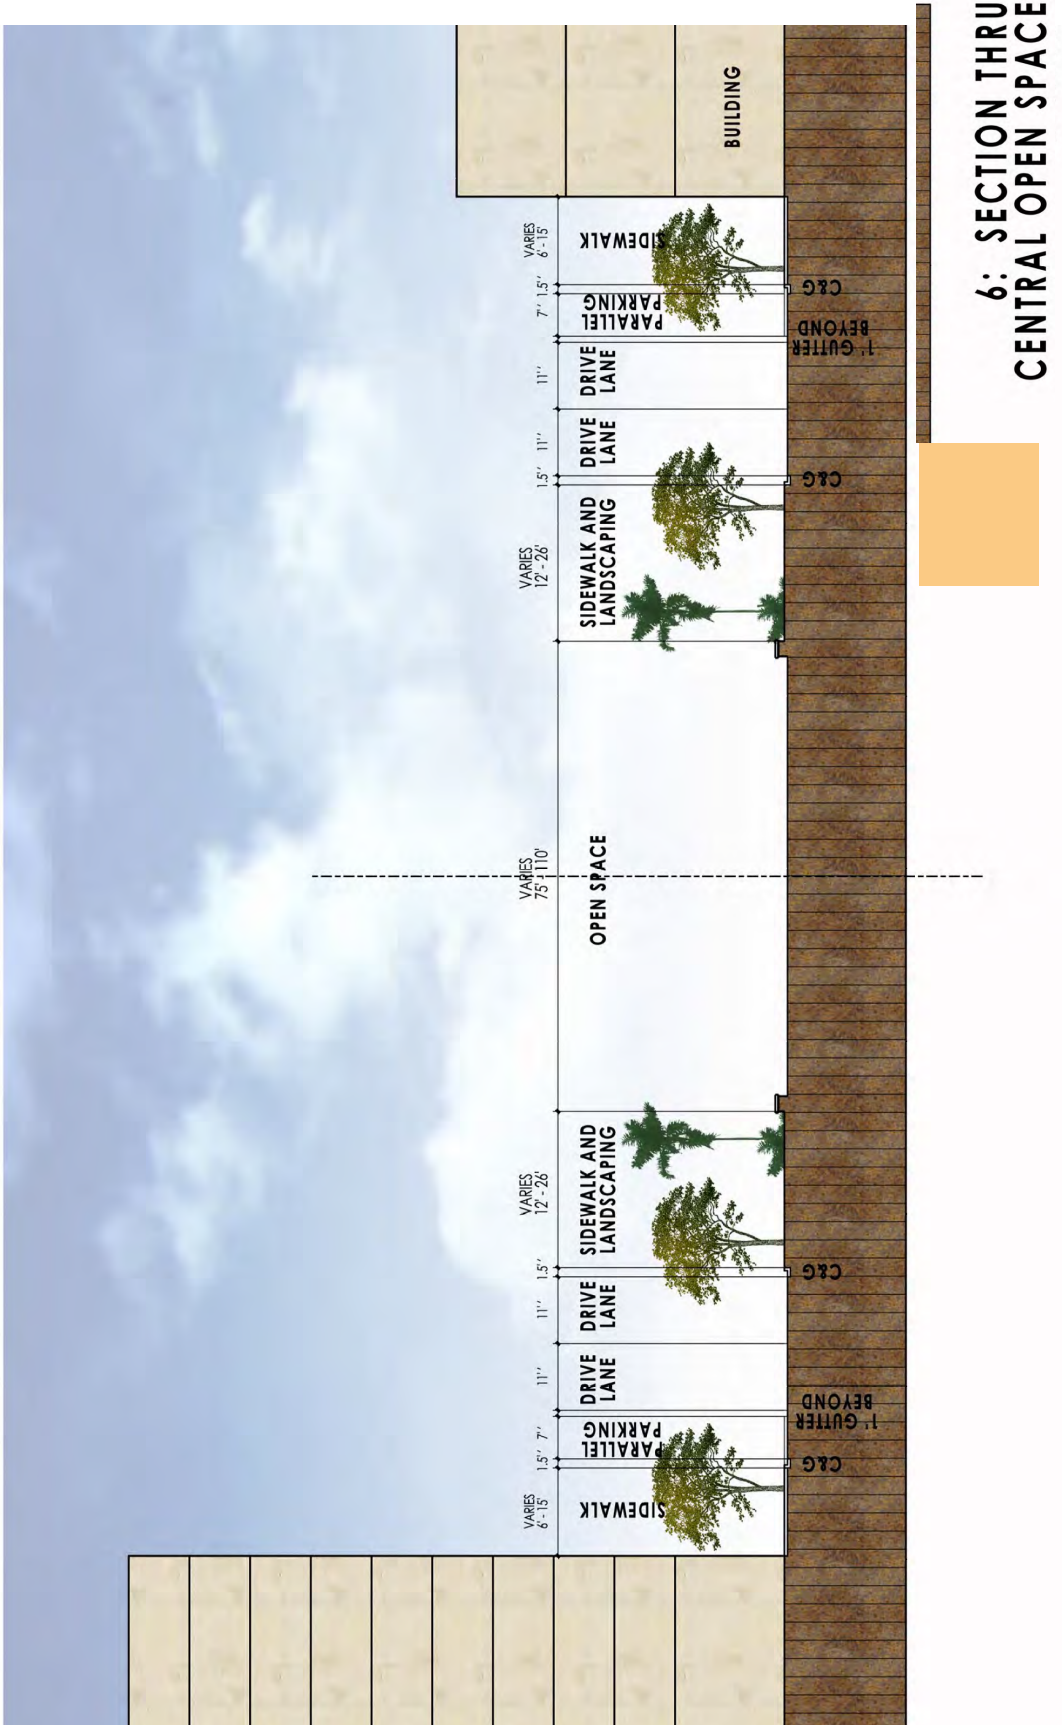 VARIES
6' - 15'
1.5''
7''
11''
11''
1.5''
VARIES
12' - 26'
VARIES
75' - 110'
VARIES
12' - 26'
1.5''
11''
11''
7''
1.5''
VARIES
6' - 15'
SIDEWALK
PARALLEL
PARKING
DRIVE
LANE
DRIVE
LANE
SIDEWALK AND
LANDSCAPING
OPEN SPACE
SIDEWALK AND
LANDSCAPING
DRIVE
LANE
DRIVE
LANE
PARALLEL
PARKING
SIDEWALK
BUILDING
C&G
1' GUTTER
BEYOND
C&G
C&G
1' GUTTER
BEYOND
C&G
6: SECTION THRU
CENTRAL OPEN SPACE